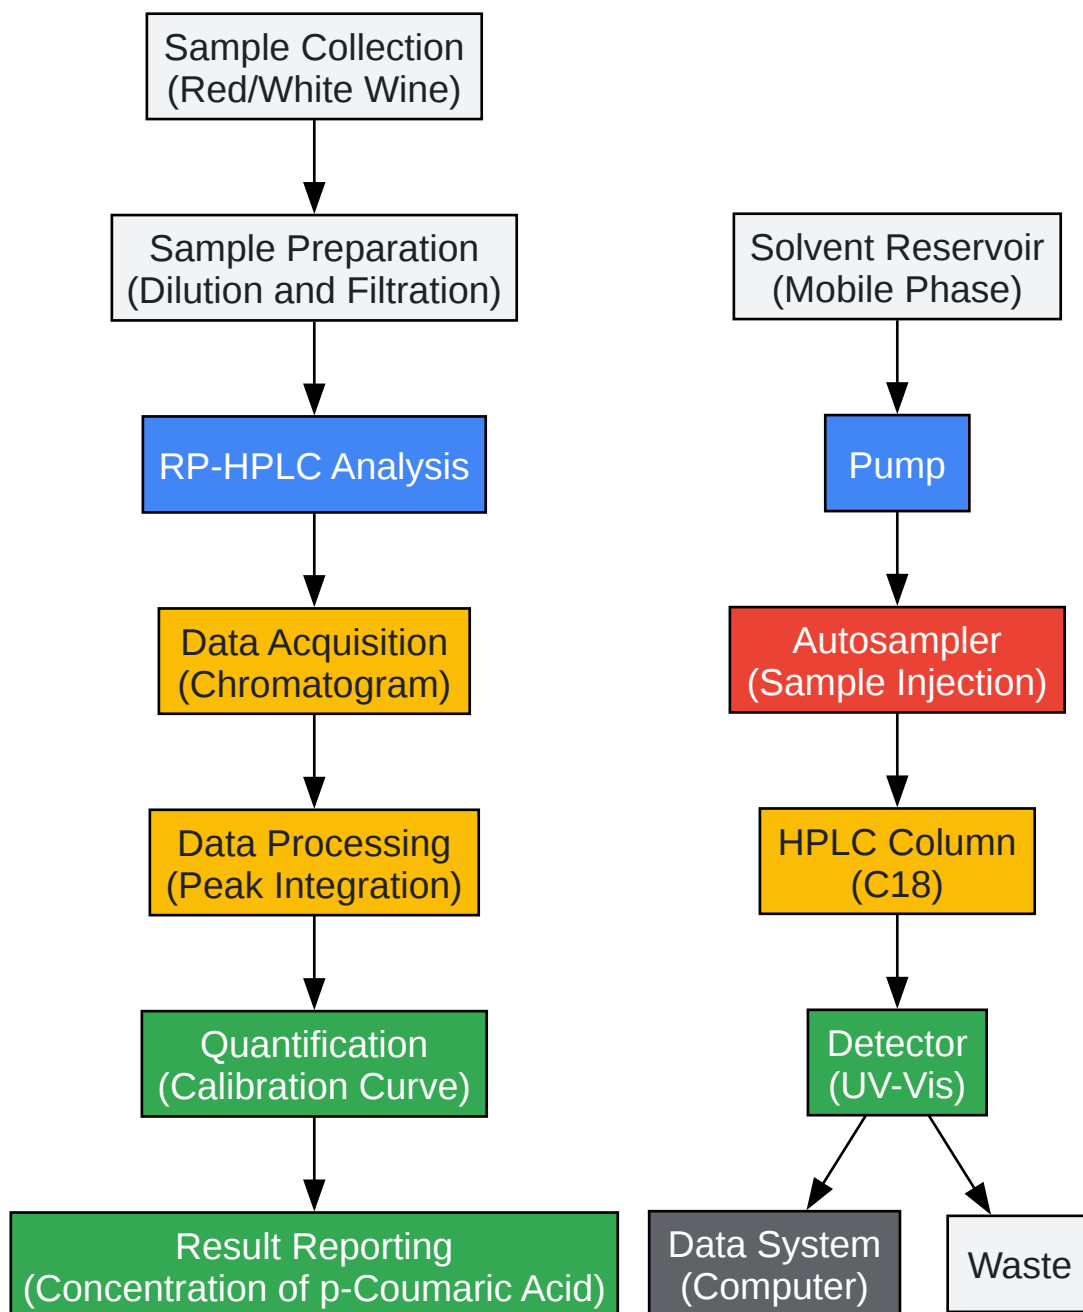 Sample Collection
(Red/White Wine)
Sample Preparation
(Dilution and Filtration)
RP-HPLC Analysis
Data Acquisition
(Chromatogram)
Data Processing
(Peak Integration)
Quantification
(Calibration Curve)
Result Reporting
(Concentration of p-Coumaric Acid)
Solvent Reservoir
(Mobile Phase)
Pump
Autosampler
(Sample Injection)
HPLC Column
(C18)
Detector
(UV-Vis)
Data System
(Computer)
Waste